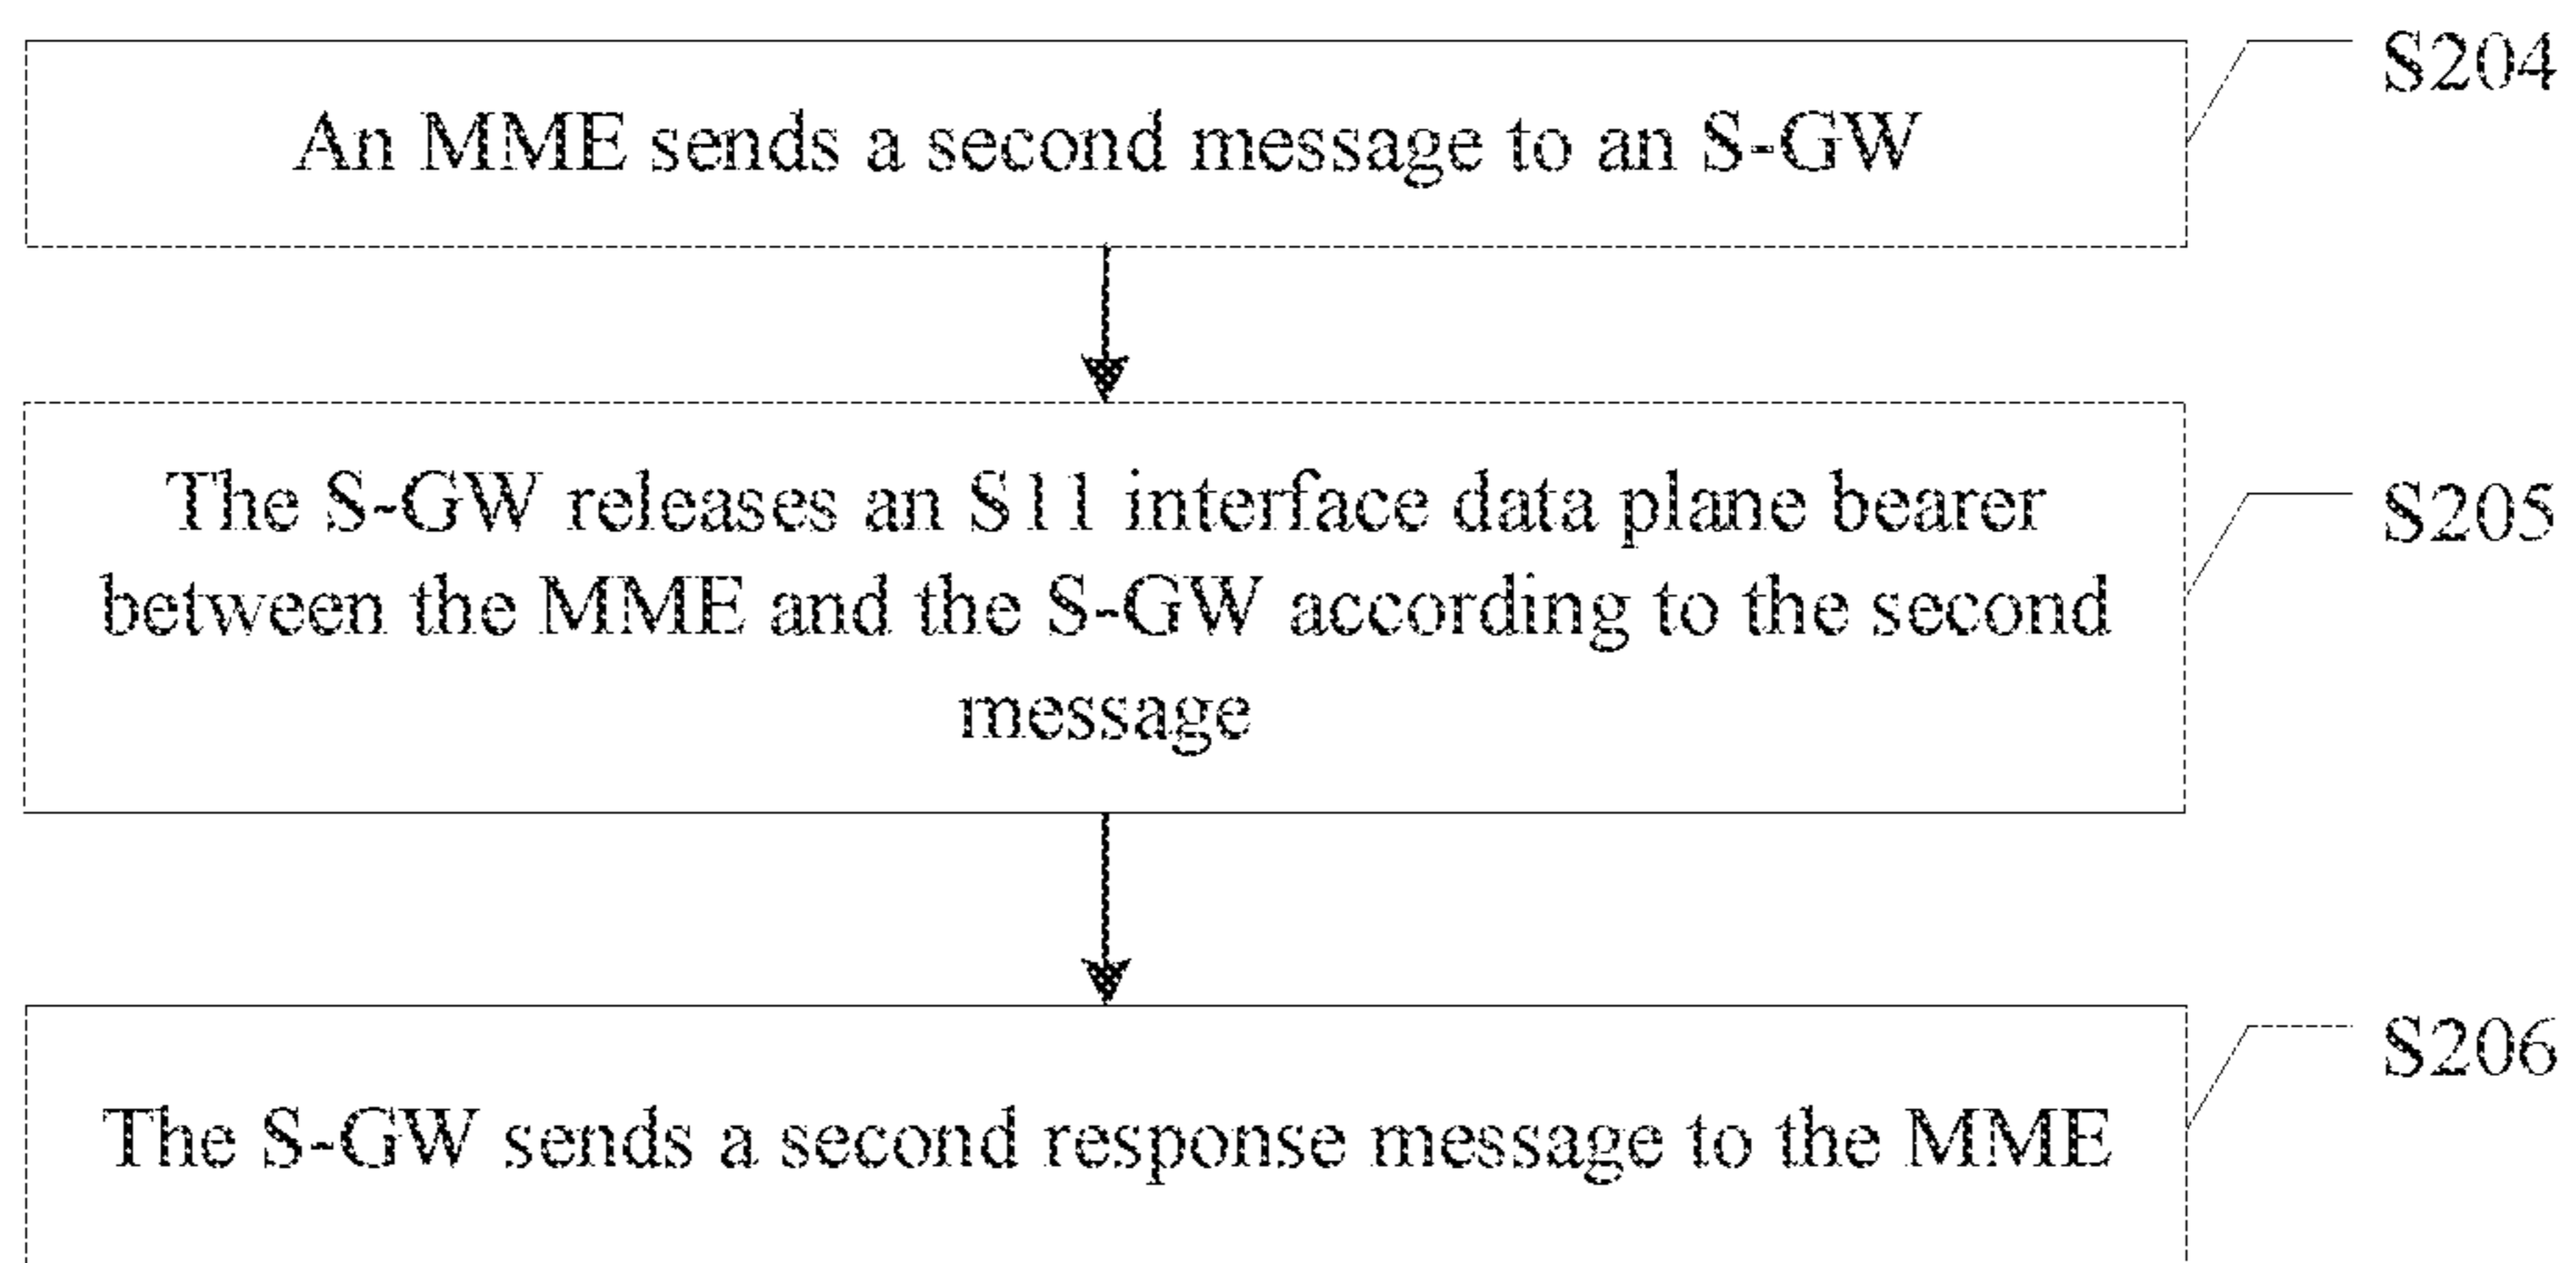 An MME sends a second message to an S-GW
S204
The S-GW releases an S11 interface data plane bearer
between the MME and the S-GW according to the second
message
S205
The S-GW sends a second response message to the MME
S206